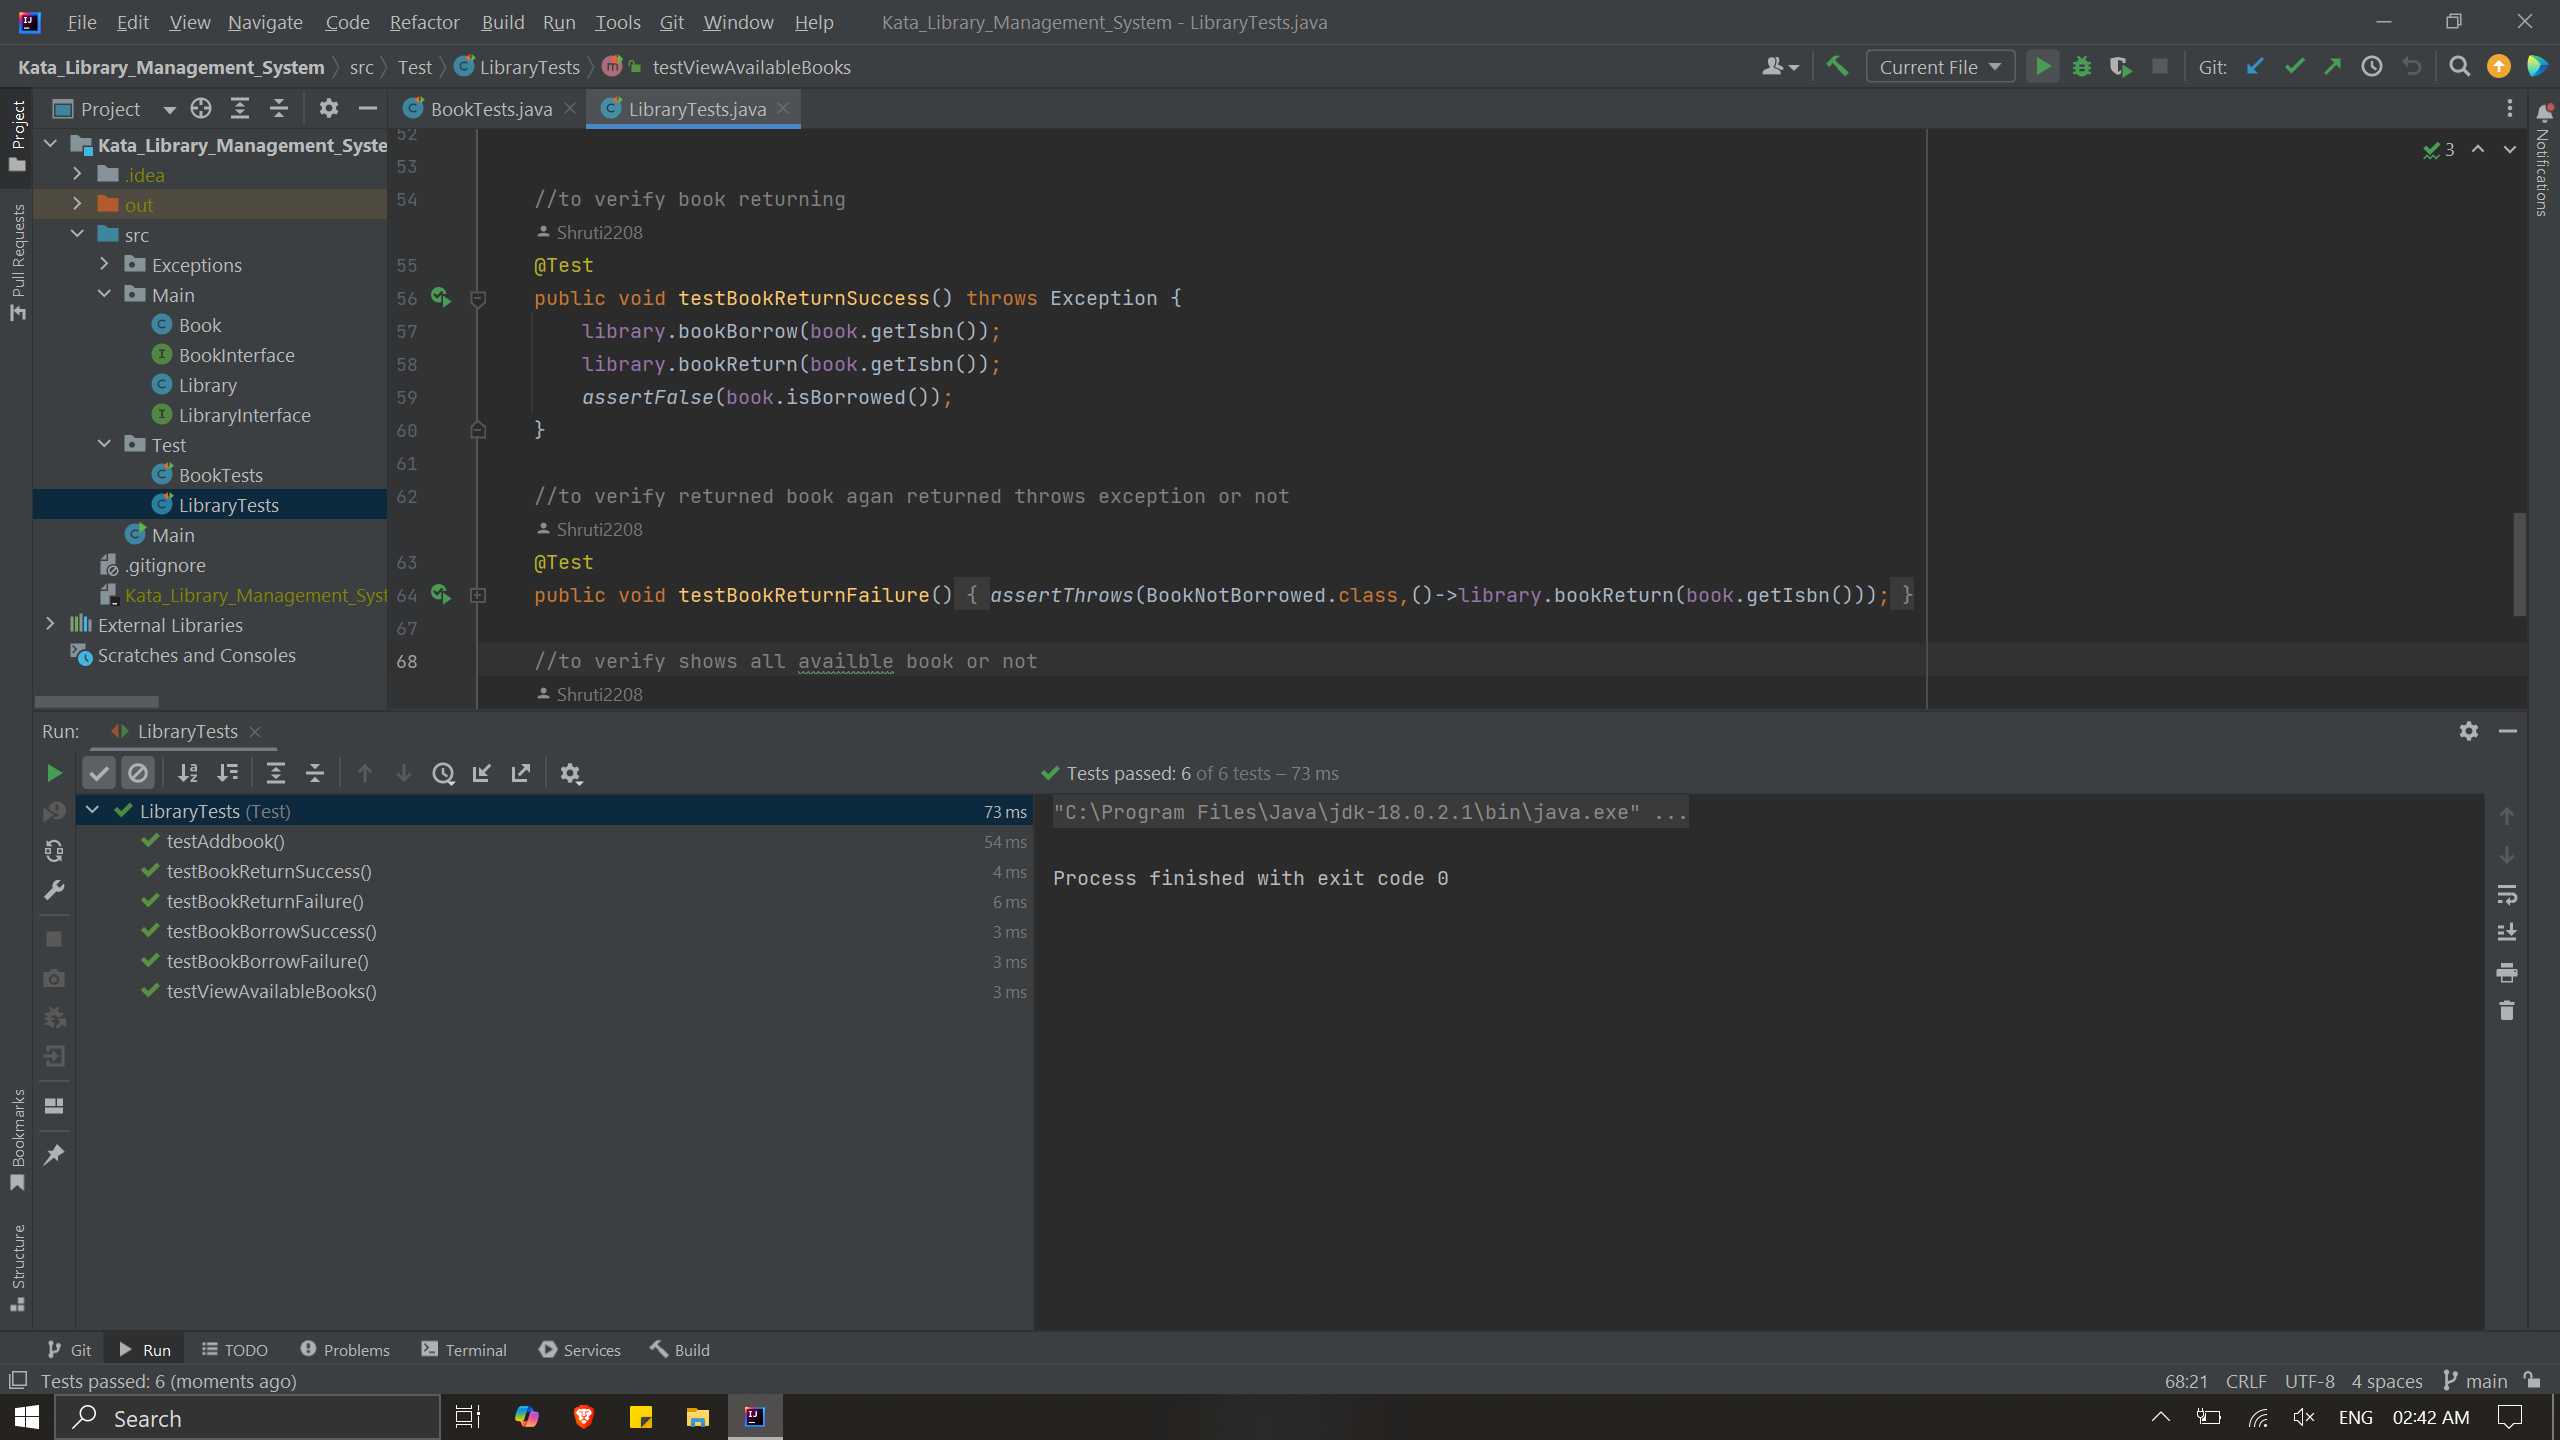 File Edit View Navigate Code Refactor Build Run Tools Git Window Help Kata_Library_Management_System - LibraryTests.java
Kata_Library_Management_System src Test LibraryTests m testViewAvailableBooks Current File Git:
Project BookTests.java LibraryTests.java
Project
Pull Requests
Bookmarks
Structure
Notifications
Kata_Library_Management_Syste
.idea
out
src
Exceptions
Main
C Book
I BookInterface
C Library
I LibraryInterface
Test
C BookTests
C LibraryTests
C Main
.gitignore
Kata_Library_Management_Syst
External Libraries
Scratches and Consoles
3
52
53
54 //to verify book returning
Shruti2208
55 @Test
56 public void testBookReturnSuccess() throws Exception {
57 library.bookBorrow(book.getIsbn());
58 library.bookReturn(book.getIsbn());
59 assertFalse(book.isBorrowed());
60 }
61
62 //to verify returned book agan returned throws exception or not
Shruti2208
63 @Test
64 public void testBookReturnFailure() { assertThrows(BookNotBorrowed.class,()->library.bookReturn(book.getIsbn())); }
67
68 //to verify shows all availble book or not
Shruti2208
Run: LibraryTests
Tests passed: 6 of 6 tests – 73 ms
LibraryTests (Test) 73 ms
testAddbook() 54 ms
testBookReturnSuccess() 4 ms
testBookReturnFailure() 6 ms
testBookBorrowSuccess() 3 ms
testBookBorrowFailure() 3 ms
testViewAvailableBooks() 3 ms
"C:\Program Files\Java\jdk-18.0.2.1\bin\java.exe" ...
Process finished with exit code 0
Git Run TODO Problems Terminal Services Build
Tests passed: 6 (moments ago) 68:21 CRLF UTF-8 4 spaces main
Search ENG 02:42 AM